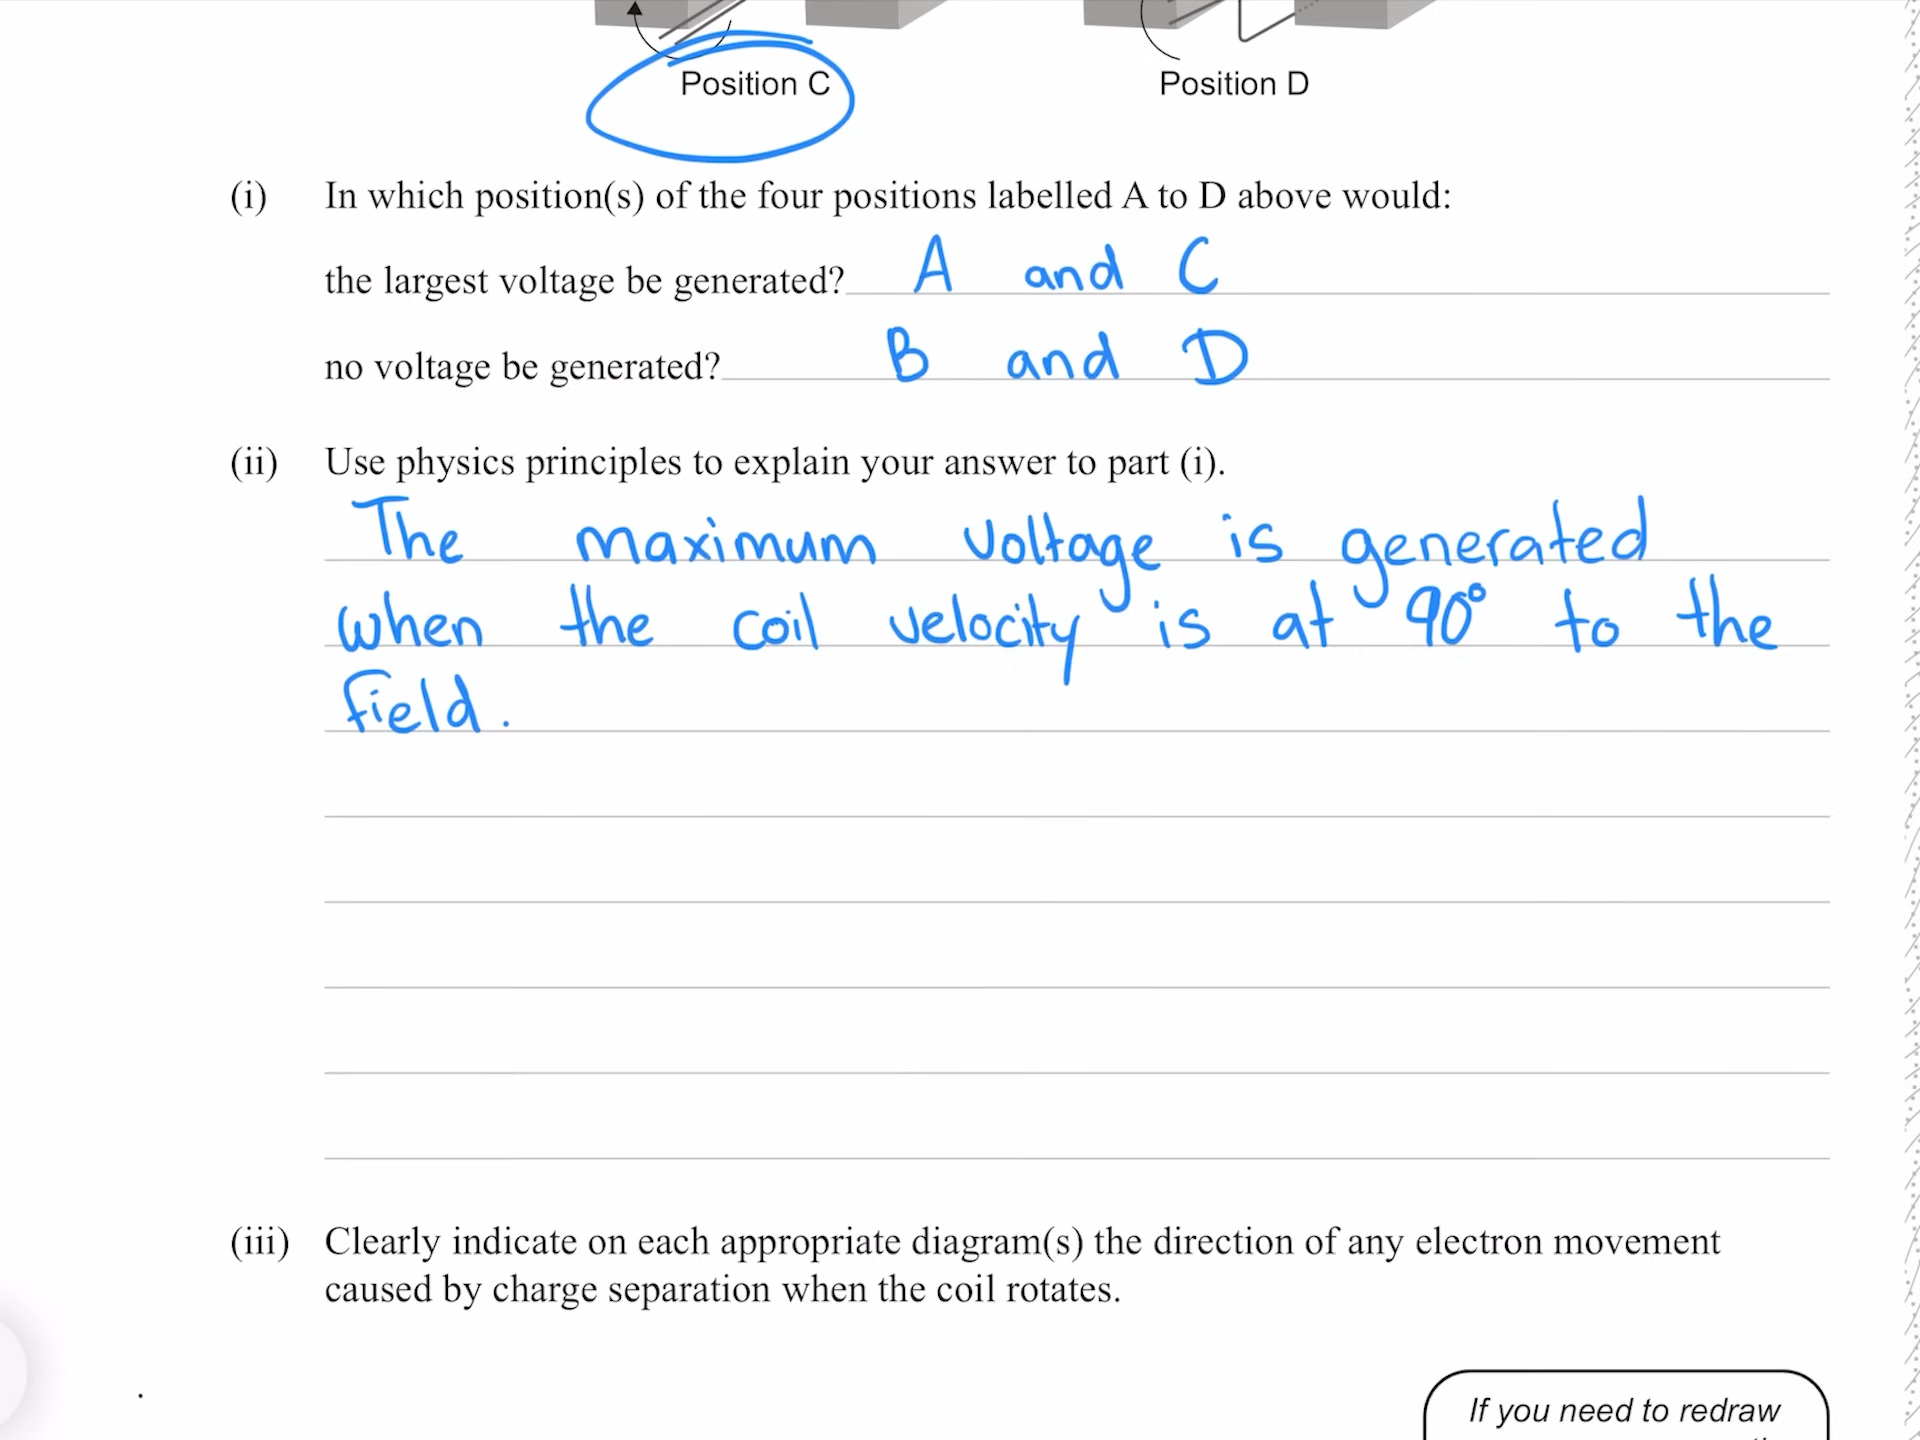 Position C Position D
(i) In which position(s) of the four positions labelled A to D above would:
the largest voltage be generated? A and C
no voltage be generated? B and D
(ii) Use physics principles to explain your answer to part (i).
The maximum voltage is generated
when the coil velocity is at 90° to the
field.
(iii) Clearly indicate on each appropriate diagram(s) the direction of any electron movement
caused by charge separation when the coil rotates.
If you need to redraw